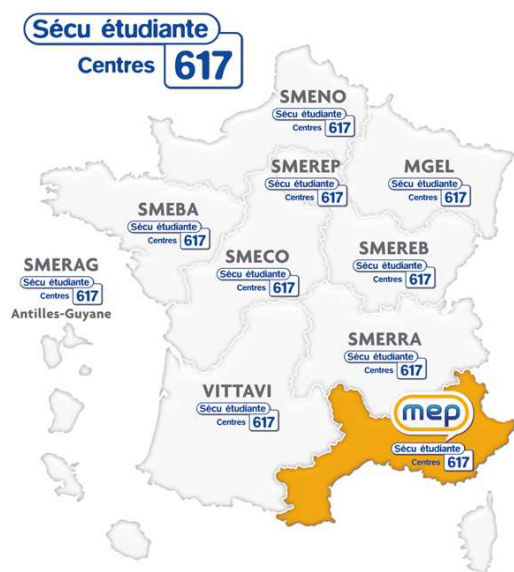 Sécu étudiante
Centres 617
SMENO
Sécu étudiante
Centres 617
SMEREP
Sécu étudiante
Centres 617
MGEL
Sécu étudiante
Centres 617
SMEBA
Sécu étudiante
Centres 617
SMECO
Sécu étudiante
Centres 617
SMEREB
Sécu étudiante
Centres 617
SMERAG
Sécu étudiante
Centres 617
Antilles-Guyane
SMERRA
Sécu étudiante
Centres 617
VITTAVI
Sécu étudiante
Centres 617
mep
Sécu étudiante
Centres 617